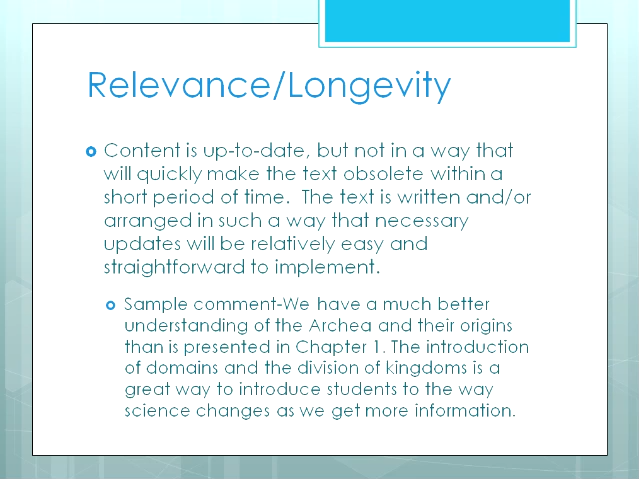 Relevance/Longevity
Content is up-to-date, but not in a way that
will quickly make the text obsolete within a
short period of time.  The text is written and/or
arranged in such a way that necessary
updates will be relatively easy and
straightforward to implement.
Sample comment-We have a much better
understanding of the Archea and their origins
than is presented in Chapter 1. The introduction
of domains and the division of kingdoms is a
great way to introduce students to the way
science changes as we get more information.